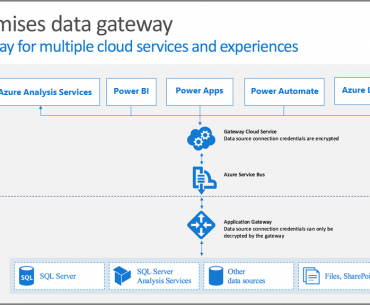 mises data gateway
ay for multiple cloud services and experiences
Azure Analysis Services
Power BI
Power Apps
Power Automate
Azure L
Gateway Cloud Service
Data source connection credentials are encrypted
Azure Service Bus
Application Gateway
Data source connection credentials can only be
decrypted by the gateway
SQL
SQL Server
SQL Server
Analysis Services
Other
data sources
Files, SharePoi